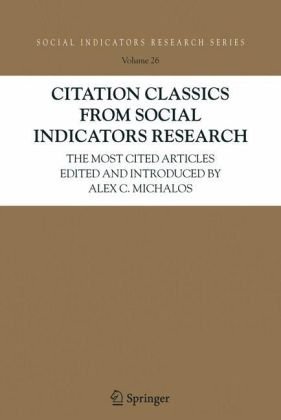 SOCIAL INDICATORS RESEARCH SERIES
Volume 26
CITATION CLASSICS
FROM SOCIAL
INDICATORS RESEARCH
THE MOST CITED ARTICLES
EDITED AND INTRODUCED BY
ALEX C. MICHALOS
Springer